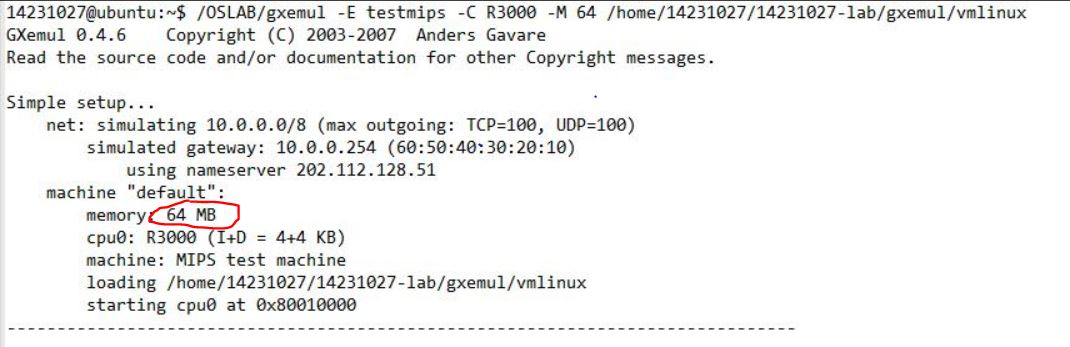 14231027@ubuntu:~$ /OSLAB/gxemul -E testmips -C R3000 -M 64 /home/14231027/14231027-lab/gxemul/vmlinux
GXemul 0.4.6    Copyright (C) 2003-2007  Anders Gavare
Read the source code and/or documentation for other Copyright messages.
Simple setup...
net: simulating 10.0.0.0/8 (max outgoing: TCP=100, UDP=100)
simulated gateway: 10.0.0.254 (60:50:40:30:20:10)
using nameserver 202.112.128.51
machine "default":
memory: 64 MB
cpu0: R3000 (I+D = 4+4 KB)
machine: MIPS test machine
loading /home/14231027/14231027-lab/gxemul/vmlinux
starting cpu0 at 0x80010000
-------------------------------------------------------------------------------